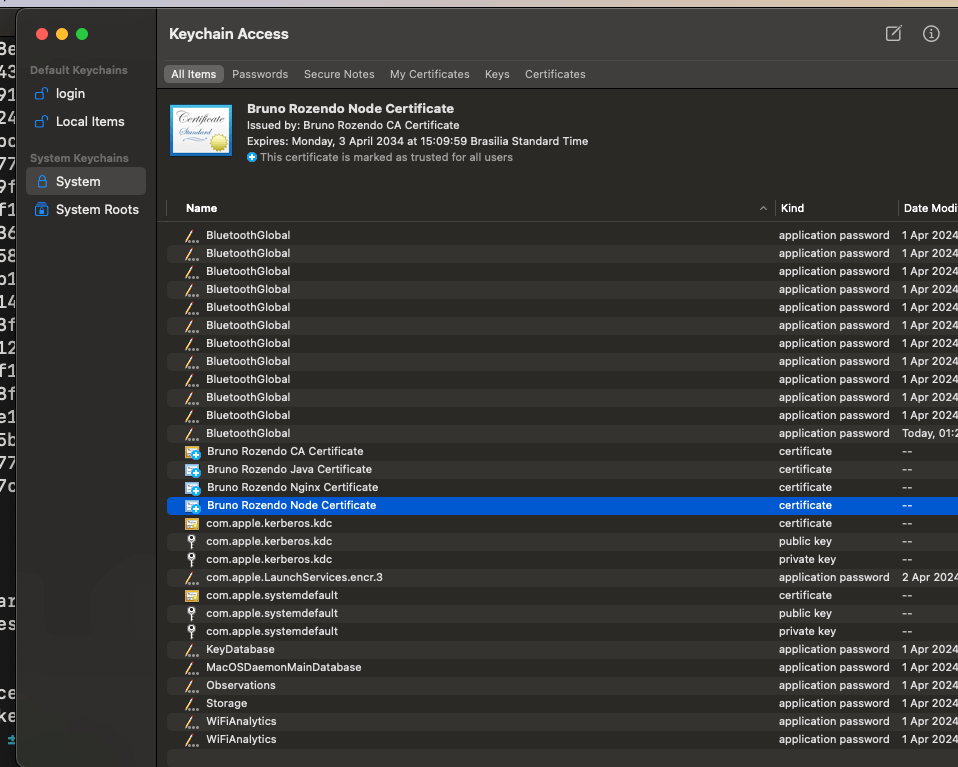 Keychain Access
Default Keychains
login
Local Items
System Keychains
System
System Roots
All Items Passwords Secure Notes My Certificates Keys Certificates
Certificate
Standard
Bruno Rozendo Node Certificate
Issued by: Bruno Rozendo CA Certificate
Expires: Monday, 3 April 2034 at 15:09:59 Brasilia Standard Time
This certificate is marked as trusted for all users
Name Kind Date Modi
BluetoothGlobal application password 1 Apr 2024
BluetoothGlobal application password 1 Apr 2024
BluetoothGlobal application password 1 Apr 2024
BluetoothGlobal application password 1 Apr 2024
BluetoothGlobal application password 1 Apr 2024
BluetoothGlobal application password 1 Apr 2024
BluetoothGlobal application password 1 Apr 2024
BluetoothGlobal application password 1 Apr 2024
BluetoothGlobal application password 1 Apr 2024
BluetoothGlobal application password 1 Apr 2024
BluetoothGlobal application password 1 Apr 2024
BluetoothGlobal application password Today, 01:2
Bruno Rozendo CA Certificate certificate --
Bruno Rozendo Java Certificate certificate --
Bruno Rozendo Nginx Certificate certificate --
Bruno Rozendo Node Certificate certificate --
com.apple.kerberos.kdc certificate --
com.apple.kerberos.kdc public key --
com.apple.kerberos.kdc private key --
com.apple.LaunchServices.encr.3 application password 2 Apr 2024
com.apple.systemdefault certificate --
com.apple.systemdefault public key --
com.apple.systemdefault private key --
KeyDatabase application password 1 Apr 2024
MacOSDaemonMainDatabase application password 1 Apr 2024
Observations application password 1 Apr 2024
Storage application password 1 Apr 2024
WiFiAnalytics application password 1 Apr 2024
WiFiAnalytics application password 1 Apr 2024